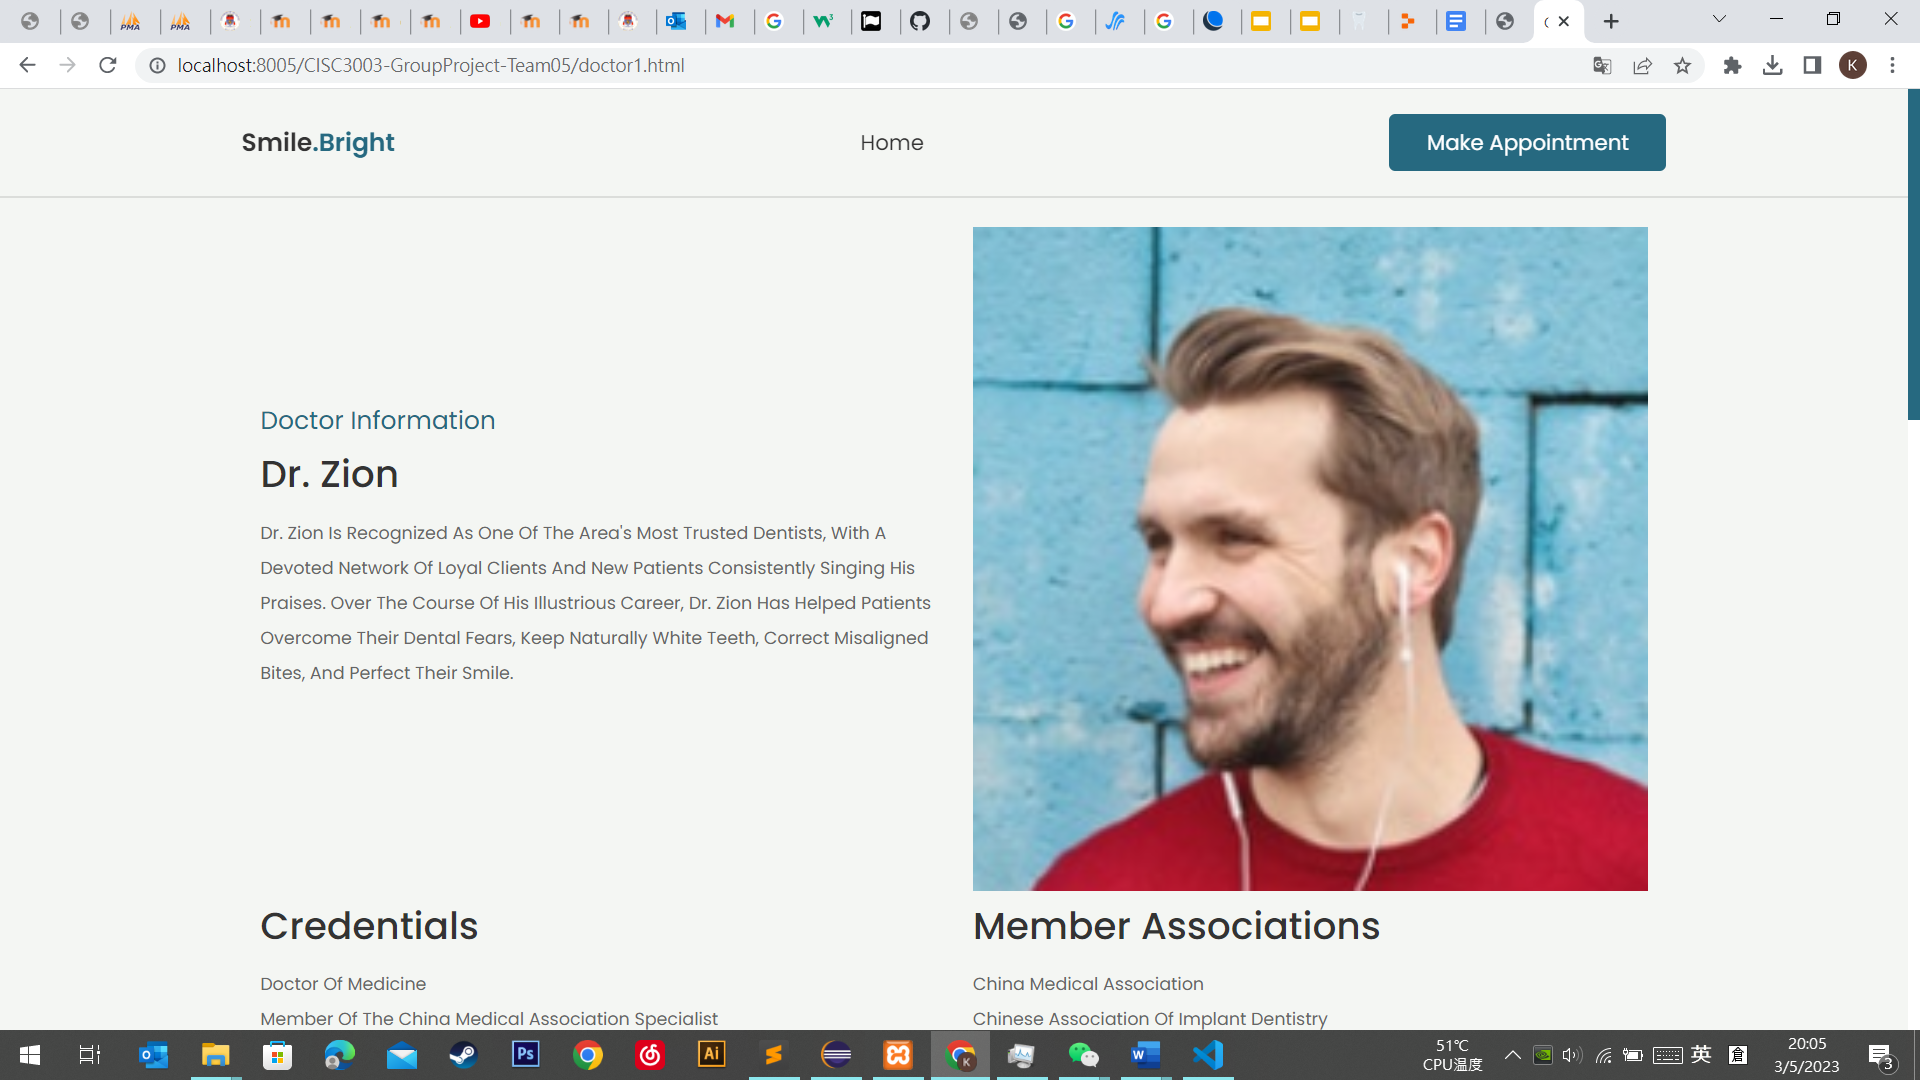 PMA
PMA
localhost:8005/CISC3003-GroupProject-Team05/doctor1.html
K
Smile.Bright
Home
Make Appointment
Doctor Information
Dr. Zion
Dr. Zion Is Recognized As One Of The Area's Most Trusted Dentists, With A
Devoted Network Of Loyal Clients And New Patients Consistently Singing His
Praises. Over The Course Of His Illustrious Career, Dr. Zion Has Helped Patients
Overcome Their Dental Fears, Keep Naturally White Teeth, Correct Misaligned
Bites, And Perfect Their Smile.
Credentials
Member Associations
Doctor Of Medicine
China Medical Association
Member Of The China Medical Association Specialist
Chinese Association Of Implant Dentistry
Ps
Ai
K
51℃
CPU温度
英
倉
20:05
3/5/2023
3